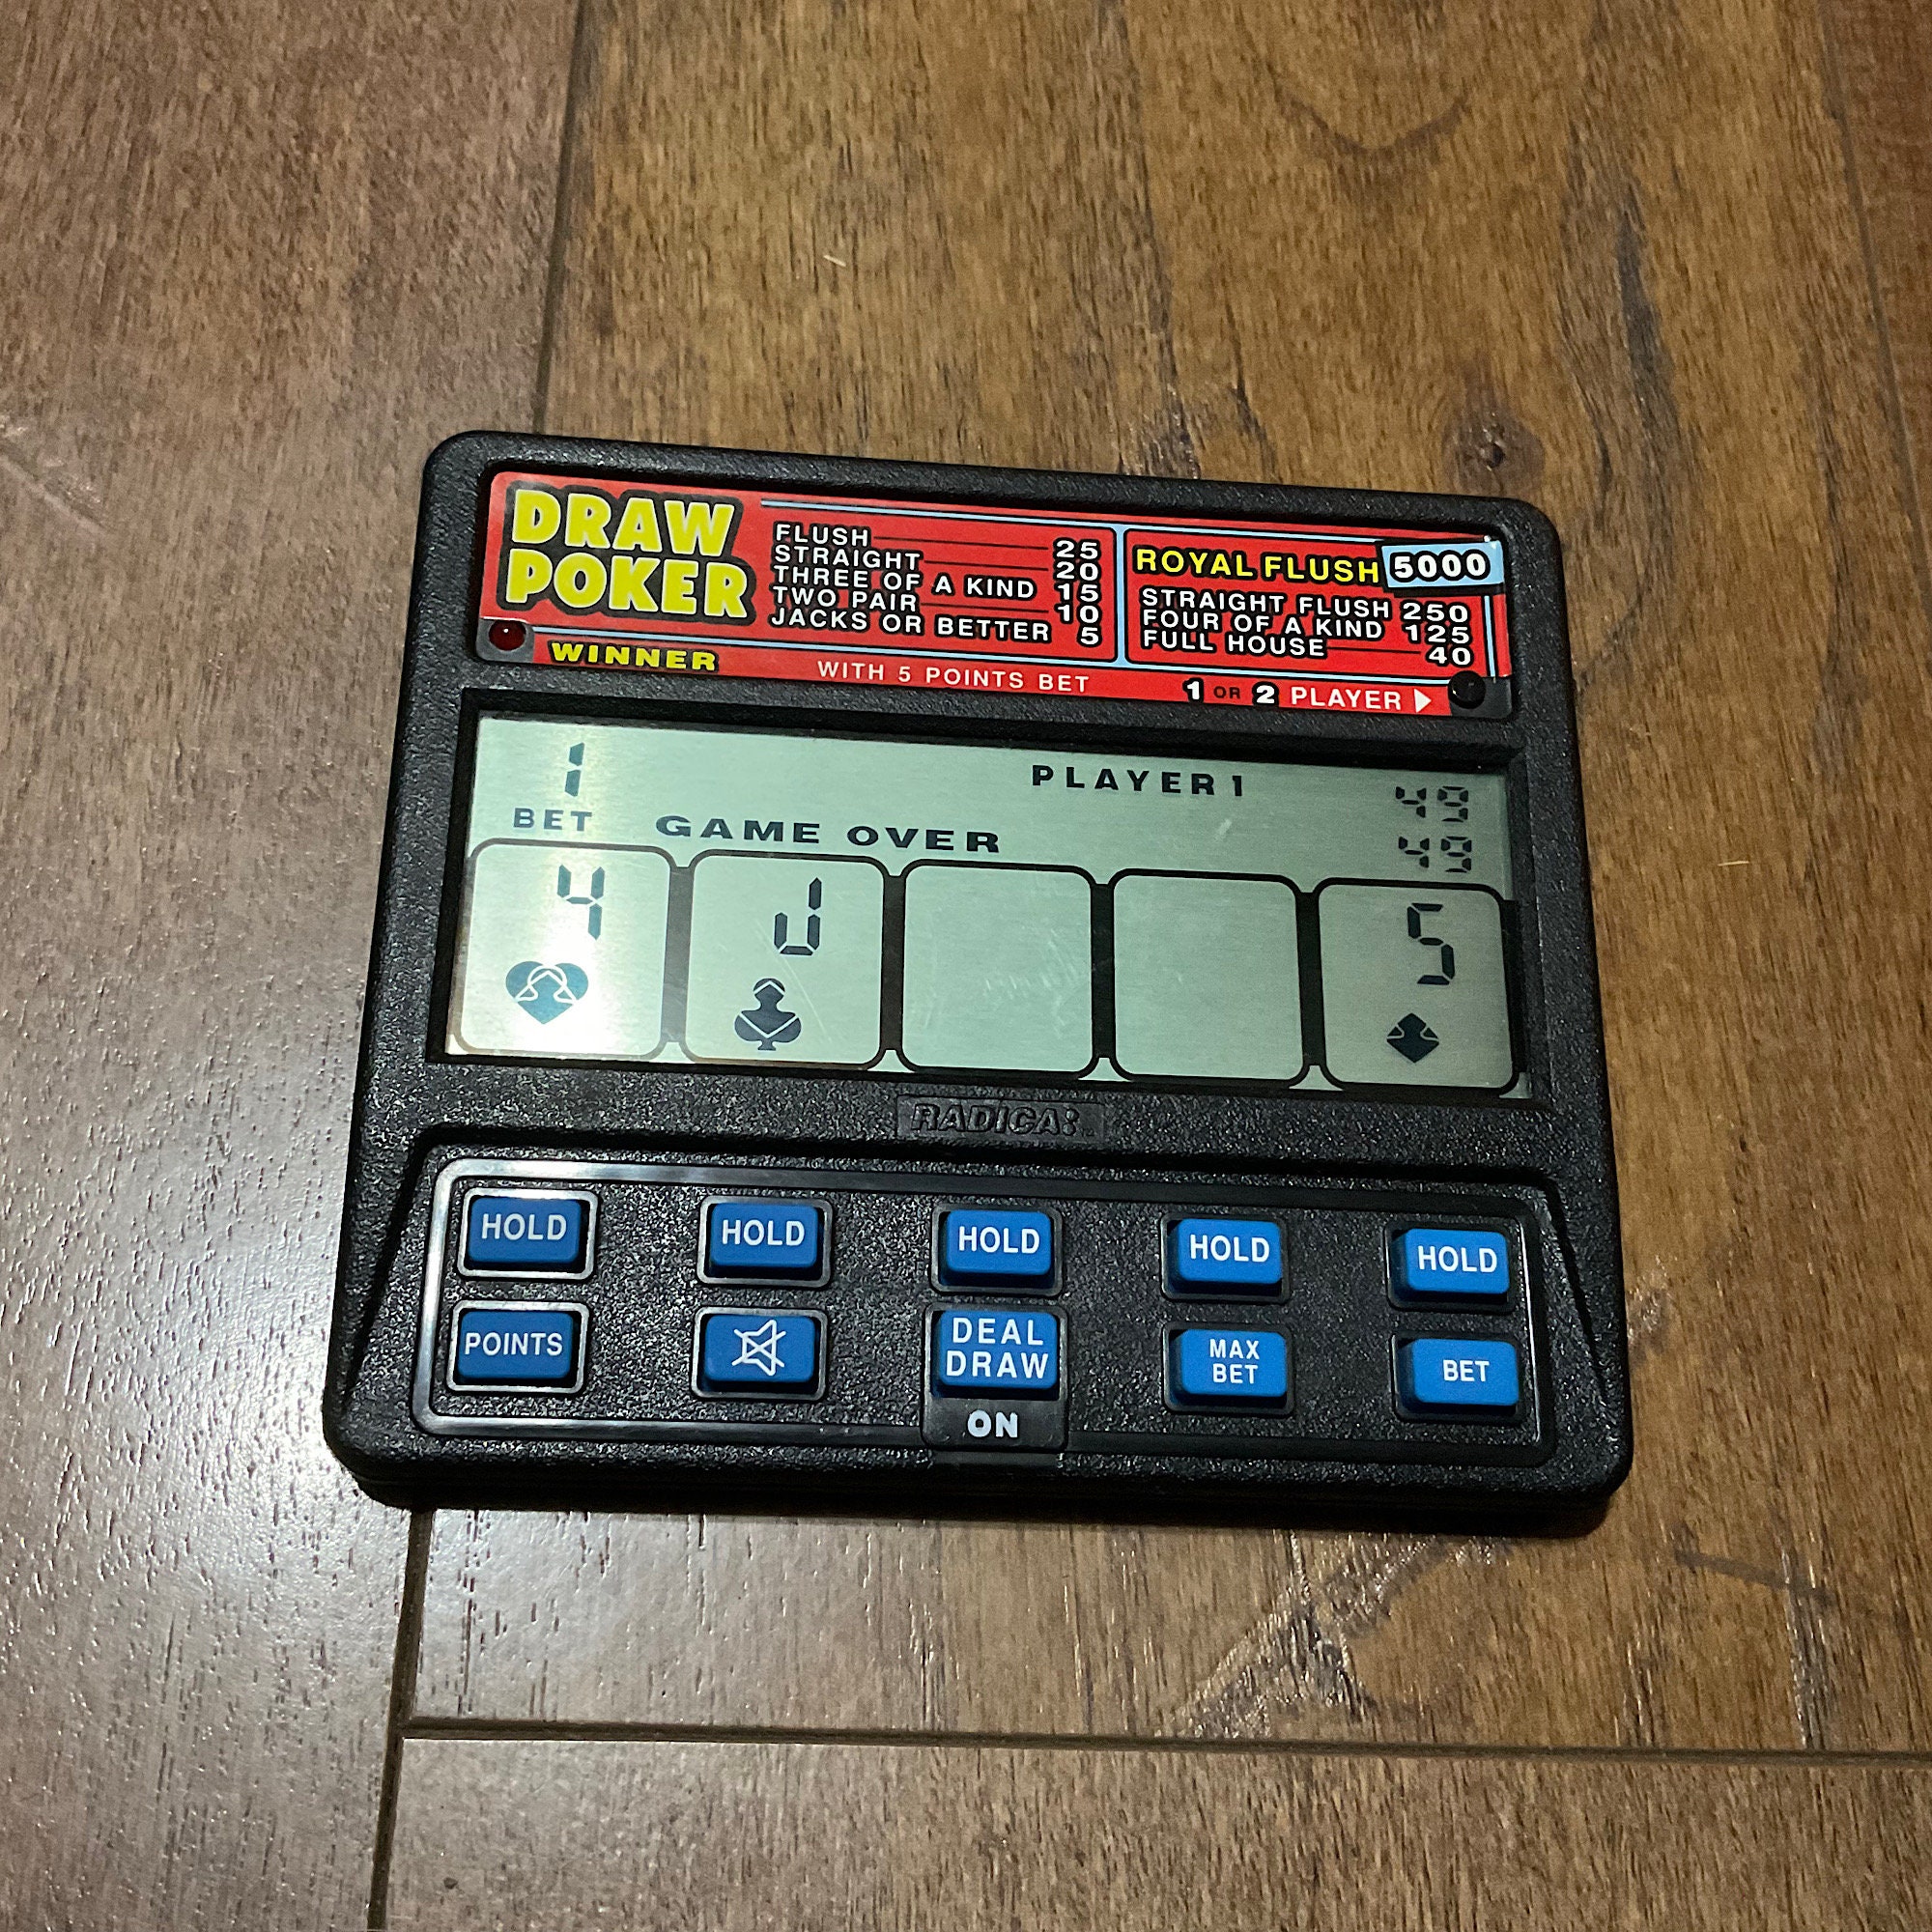 DRAW
POKER
FLUSH 25
STRAIGHT 20
THREE OF A KIND 15
TWO PAIR 10
JACKS OR BETTER 5
ROYAL FLUSH 5000
STRAIGHT FLUSH 250
FOUR OF A KIND 125
FULL HOUSE 40
WINNER
WITH 5 POINTS BET
1 OR 2 PLAYER
1
BET
GAME OVER
PLAYER 1
49
49
4 J 5
RADICA:
HOLD HOLD HOLD HOLD HOLD
POINTS
DEAL
DRAW
MAX
BET
BET
ON